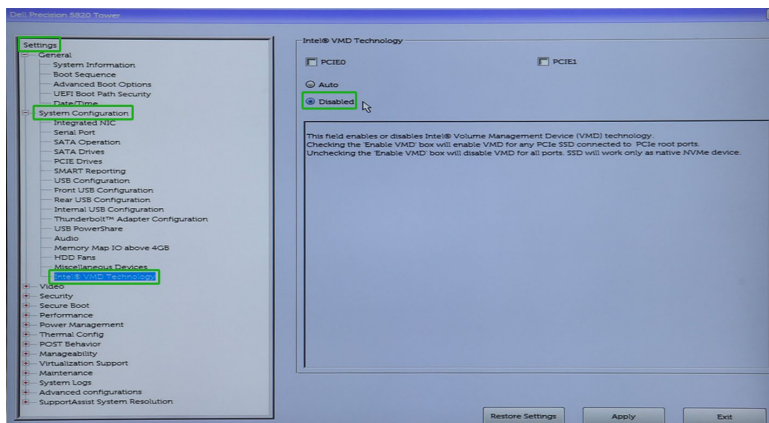 Dell Precision 5820 Tower
Settings
General
System Information
Boot Sequence
Advanced Boot Options
UEFI Boot Path Security
Date/Time
System Configuration
Integrated NIC
Serial Port
SATA Operation
SATA Drives
PCIE Drives
SMART Reporting
USB Configuration
Front USB Configuration
Rear USB Configuration
Internal USB Configuration
Thunderbolt™ Adapter Configuration
USB PowerShare
Audio
Memory Map IO above 4GB
HDD Fans
Miscellaneous Devices
Intel® VMD Technology
Video
Security
Secure Boot
Performance
Power Management
Thermal Config
POST Behavior
Manageability
Virtualization Support
Maintenance
System Logs
Advanced configurations
SupportAssist System Resolution
Intel® VMD Technology
PCIE0 PCIE1
Auto
Disabled
This field enables or disables Intel® Volume Management Device (VMD) technology.
Checking the 'Enable VMD' box will enable VMD for any PCIe SSD connected to PCIe root ports.
Unchecking the 'Enable VMD' box will disable VMD for all ports. SSD will work only as native NVMe device.
Restore Settings Apply Exit